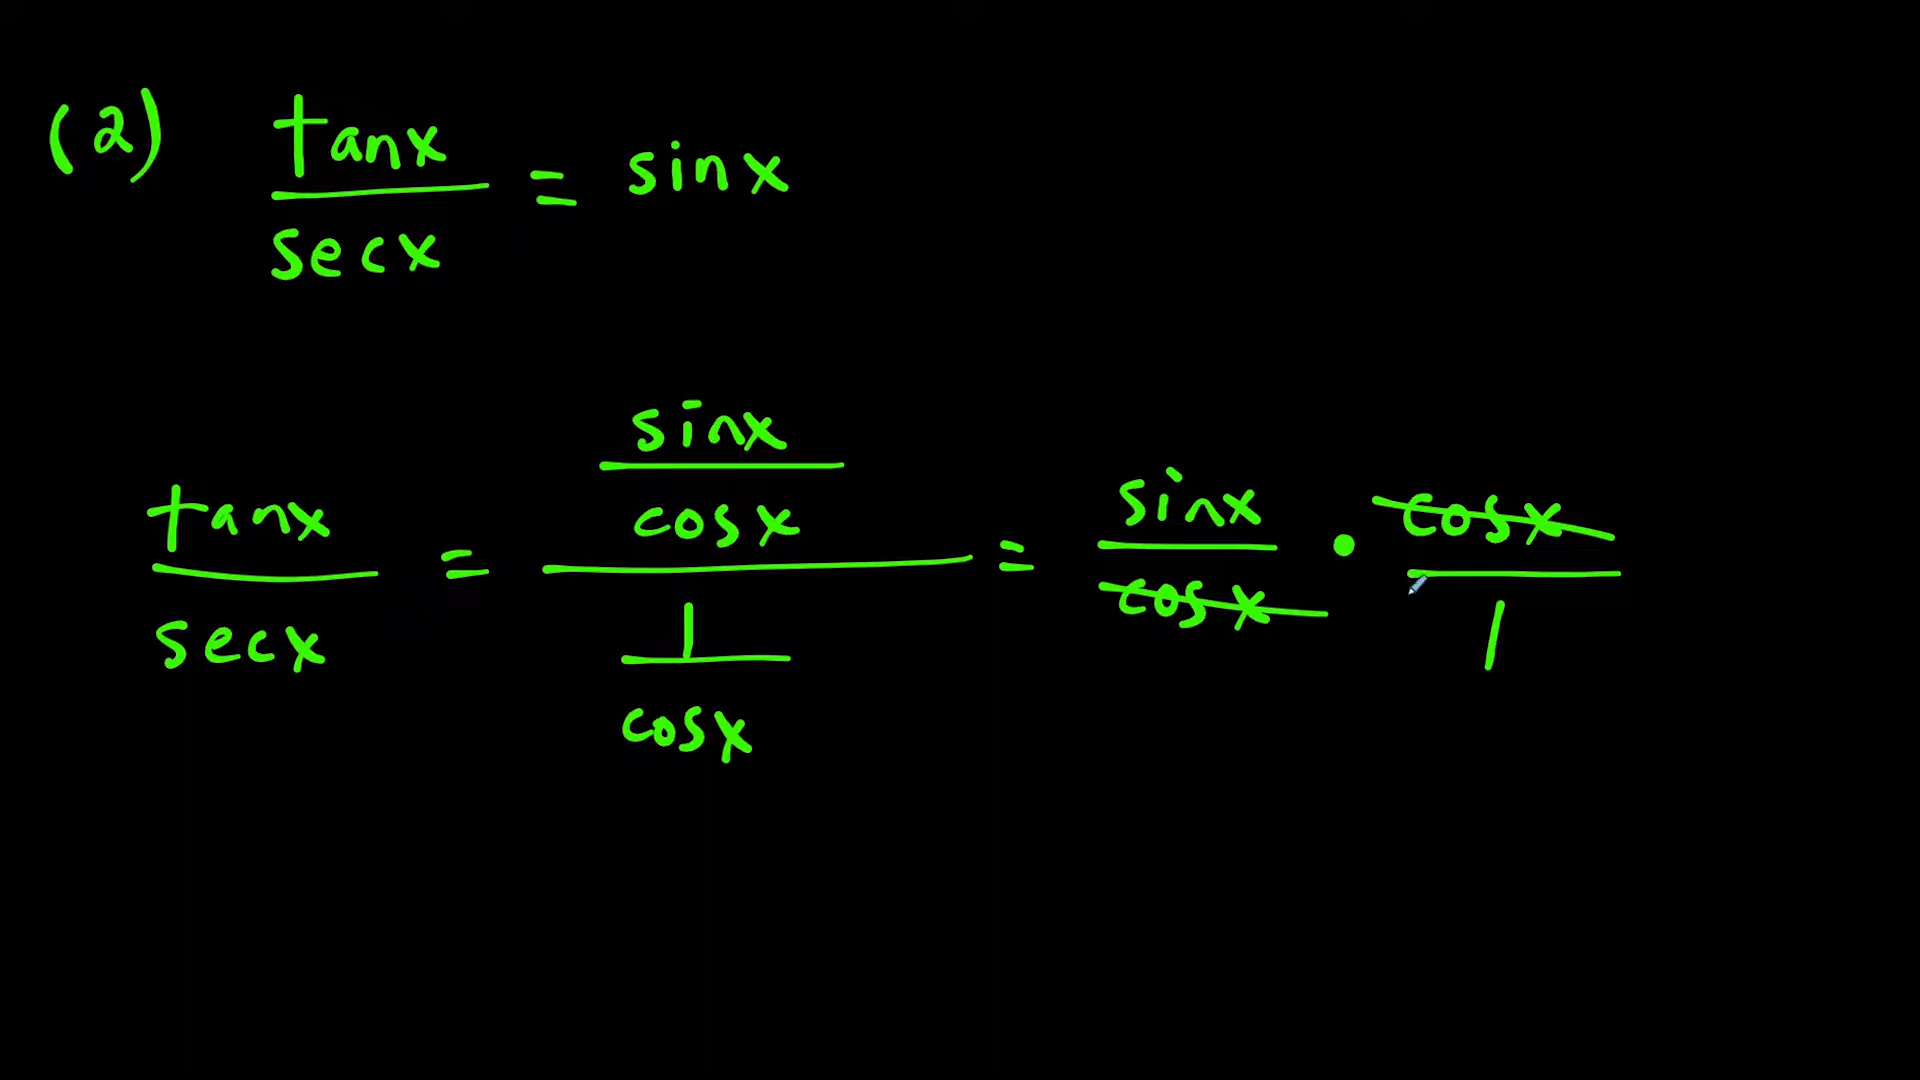 (2) tanx/secx = sinx
tanx/secx = (sinx/cosx)/(1/cosx) = sinx/cosx · cosx/1